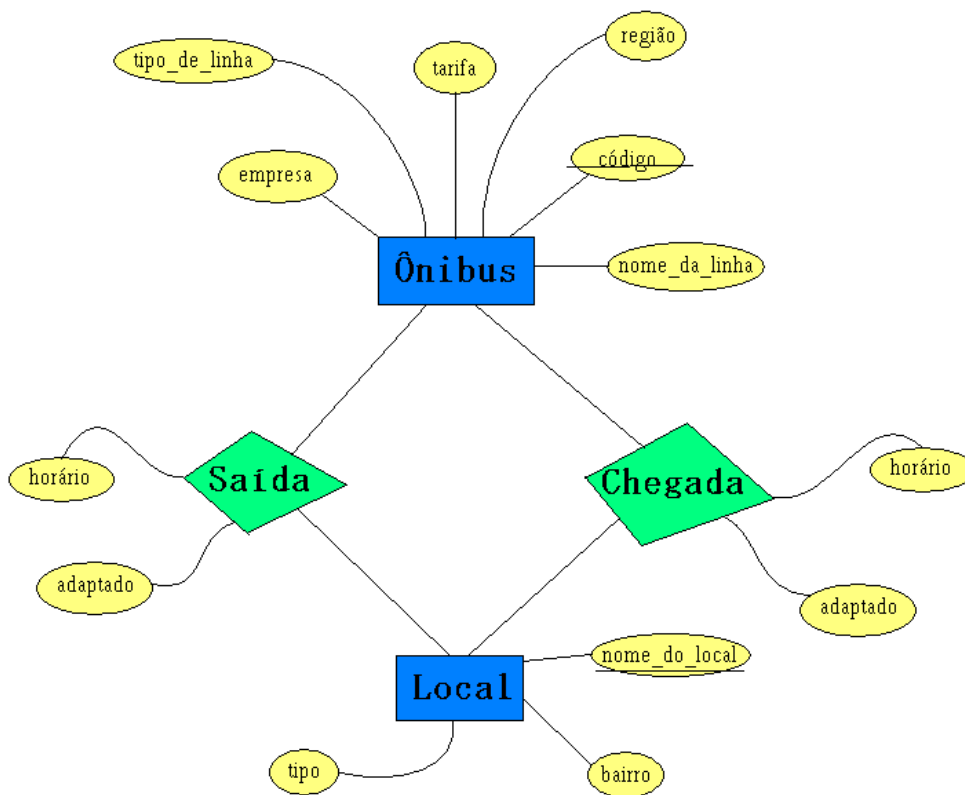 região
tipo_de_linha
tarifa
código
empresa
Ônibus
nome_da_linha
horário
Saída
Chegada
horário
adaptado
adaptado
nome_do_local
Local
tipo
bairro